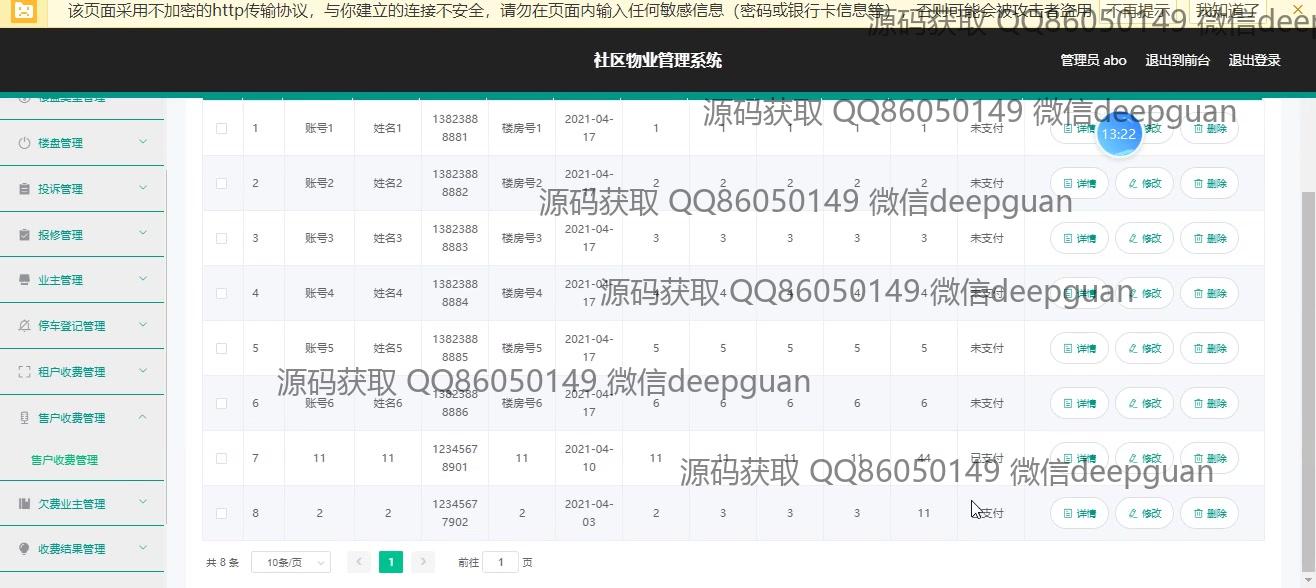 该页面采用不加密的http传输协议，与你建立的连接不安全，请勿在页面内输入任何敏感信息（密码或银行卡信息等），否则可能会被攻击者盗用 不再提示 我知道了
源码获取 QQ86050149 微信deep
社区物业管理系统
管理员 abo 退出到前台 退出登录
楼盘类型管理
楼盘管理
投诉管理
报修管理
业主管理
停车登记管理
租户收费管理
售户收费管理
售户收费管理
欠费业主管理
收费结果管理
源码获取 QQ86050149 微信deepguan
13:22
1 账号1 姓名1 13823888881 楼房号1 2021-04-17 1 1 1 1 1 未支付 详情 修改 删除
2 账号2 姓名2 13823888882 楼房号2 2021-04-17 2 2 2 2 2 未支付 详情 修改 删除
源码获取 QQ86050149 微信deepguan
3 账号3 姓名3 13823888883 楼房号3 2021-04-17 3 3 3 3 3 未支付 详情 修改 删除
4 账号4 姓名4 13823888884 楼房号4 2021-04-17 4 4 4 4 4 未支付 详情 修改 删除
源码获取 QQ86050149 微信deepguan
5 账号5 姓名5 13823888885 楼房号5 2021-04-17 5 5 5 5 5 未支付 详情 修改 删除
源码获取 QQ86050149 微信deepguan
6 账号6 姓名6 13823888886 楼房号6 2021-04-17 6 6 6 6 6 未支付 详情 修改 删除
7 11 11 12345678901 11 2021-04-10 11 11 11 11 44 已支付 详情 修改 删除
源码获取 QQ86050149 微信deepguan
8 2 2 12345677902 2 2021-04-03 2 3 3 3 11 支付 详情 修改 删除
共 8 条 10条/页 1 前往 1 页